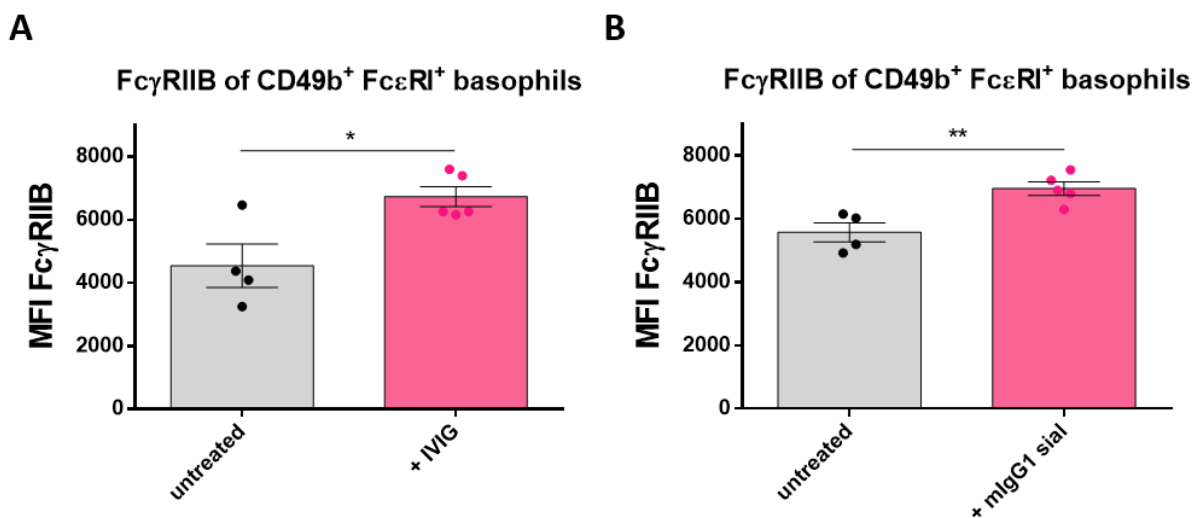 A
FcγRIIB of CD49b+ FcεRI+ basophils
*
8000
6000
4000
2000
0
MFI FcγRIIB
untreated
+ IVIG
B
FcγRIIB of CD49b+ FcεRI+ basophils
**
8000
6000
4000
2000
0
MFI FcγRIIB
untreated
+ mIgG1 sial